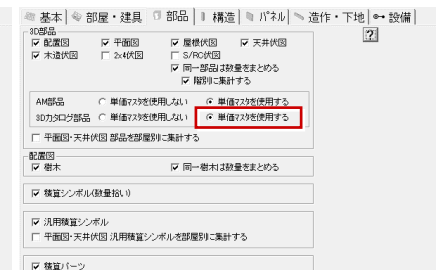 基本 部屋・建具 部品 構造 パネル 造作・下地 設備
3D部品
配置図 平面図 屋根伏図 天井伏図
木造伏図 2x4伏図 S/RC伏図
同一部品は数量をまとめる
階別に集計する
AM部品 単価マスタを使用しない 単価マスタを使用する
3Dカタログ部品 単価マスタを使用しない 単価マスタを使用する
平面図・天井伏図 部品を部屋別に集計する
配置図
樹木 同一樹木は数量をまとめる
積算シンボル(数量拾い)
汎用積算シンボル
平面図・天井伏図 汎用積算シンボルを部屋別に集計する
積算パーツ